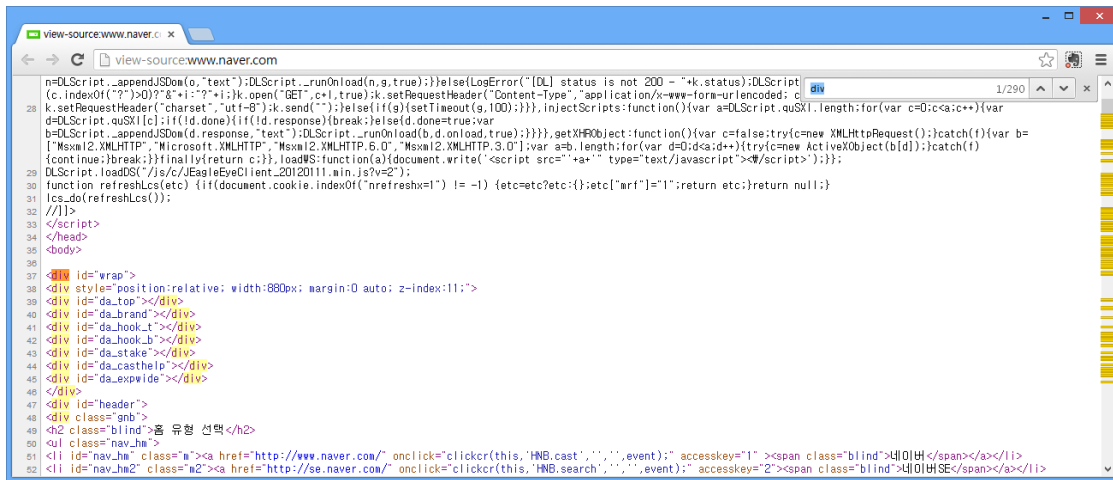 view-source:www.naver.c
view-source:www.naver.com
div 1/290
n=DLScript._appendJSDom(o,"text");DLScript._runOnload(n,g,true);}}else{LogError("[DL] status is not 200 - "+k.status);DLScript
(c.indexOf("?")>0)?"&"+i:"?"+i;}k.open("GET",c+l,true);k.setRequestHeader("Content-Type","application/x-www-form-urlencoded; c
28 k.setRequestHeader("charset","utf-8");k.send("");}else{if(g){setTimeout(g,100);}}},injectScripts:function(){var a=DLScript.quSXI.length;for(var c=0;c<a;c++){var
d=DLScript.quSXI[c];if(!d.done){if(!d.response){break;}else{d.done=true;var
b=DLScript._appendJSDom(d.response,"text");DLScript._runOnload(b,d.onload,true);}}}},getXHRObject:function(){var c=false;try{c=new XMLHttpRequest();}catch(f){var b=
["Msxml2.XMLHTTP","Microsoft.XMLHTTP","Msxml2.XMLHTTP.6.0","Msxml2.XMLHTTP.3.0"];var a=b.length;for(var d=0;d<a;d++){try{c=new ActiveXObject(b[d]);}catch(f)
{continue;}break;}}finally{return c;}},loadWS:function(a){document.write('<script src="'+a+'" type="text/javascript"><₩/script>');}};
29 DLScript.loadDS("/js/c/JEagleEyeClient_20120111.min.js?v=2");
30 function refreshLcs(etc) {if(document.cookie.indexOf("nrefreshx=1") != -1) {etc=etc?etc:{};etc["mrf"]="1";return etc;}return null;}
31 lcs_do(refreshLcs());
32 //]]>
33 </script>
34 </head>
35 <body>
36
37 <div id="wrap">
38 <div style="position:relative; width:880px; margin:0 auto; z-index:11;">
39 <div id="da_top"></div>
40 <div id="da_brand"></div>
41 <div id="da_hook_t"></div>
42 <div id="da_hook_b"></div>
43 <div id="da_stake"></div>
44 <div id="da_casthelp"></div>
45 <div id="da_expwide"></div>
46 </div>
47 <div id="header">
48 <div class="gnb">
49 <h2 class="blind">홈 유형 선택</h2>
50 <ul class="nav_hm">
51 <li id="nav_hm" class="m"><a href="http://www.naver.com/" onclick="clickcr(this,'HNB.cast','','',event);" accesskey="1" ><span class="blind">네이버</span></a></li>
52 <li id="nav_hm2" class="m2"><a href="http://se.naver.com/" onclick="clickcr(this,'HNB.search','','',event);" accesskey="2"><span class="blind">네이버SE</span></a></li>